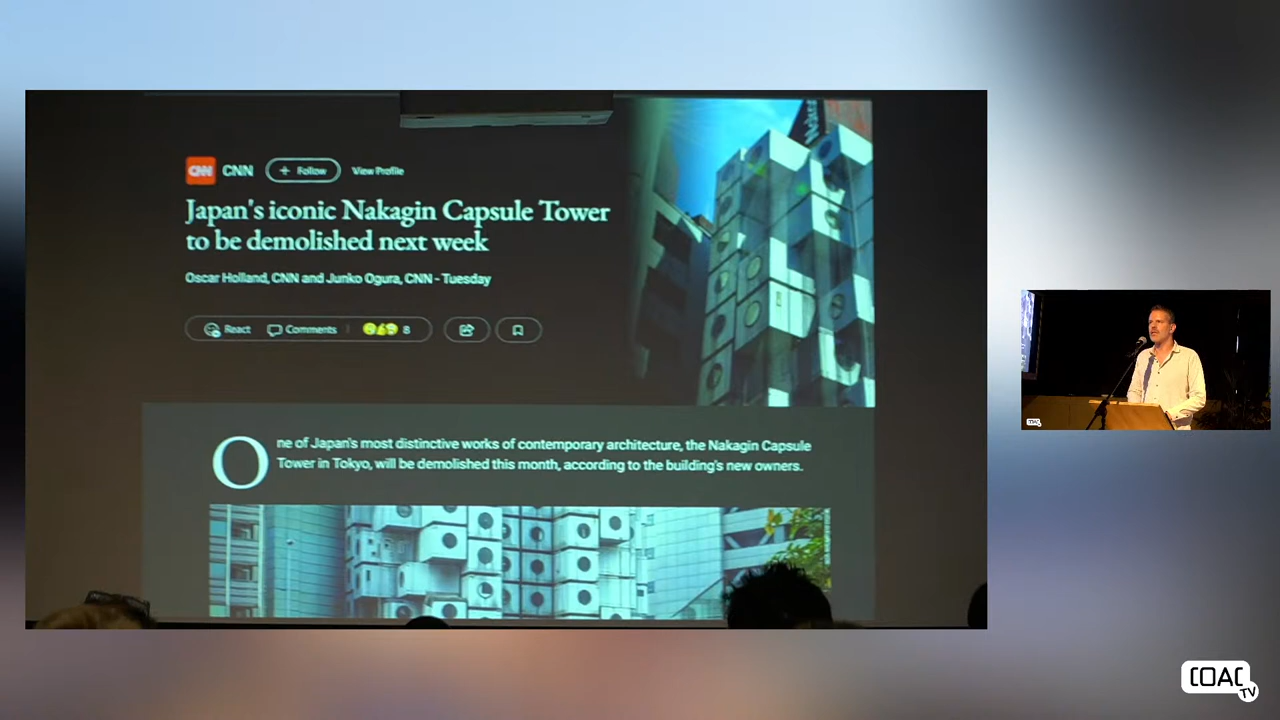 CNN CNN + Follow View Profile
Japan's iconic Nakagin Capsule Tower
to be demolished next week
Oscar Holland, CNN and Junko Ogura, CNN - Tuesday
React Comments 8
One of Japan's most distinctive works of contemporary architecture, the Nakagin Capsule
Tower in Tokyo, will be demolished this month, according to the building's new owners.
COAC
TV